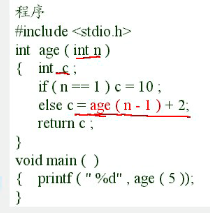 程序
#include <stdio.h>
int age ( int n )
{ int c ;
if ( n == 1 ) c = 10 ;
else c = age ( n - 1 ) + 2;
return c ;
}
void main ( )
{ printf ( " %d" , age ( 5 ));
}